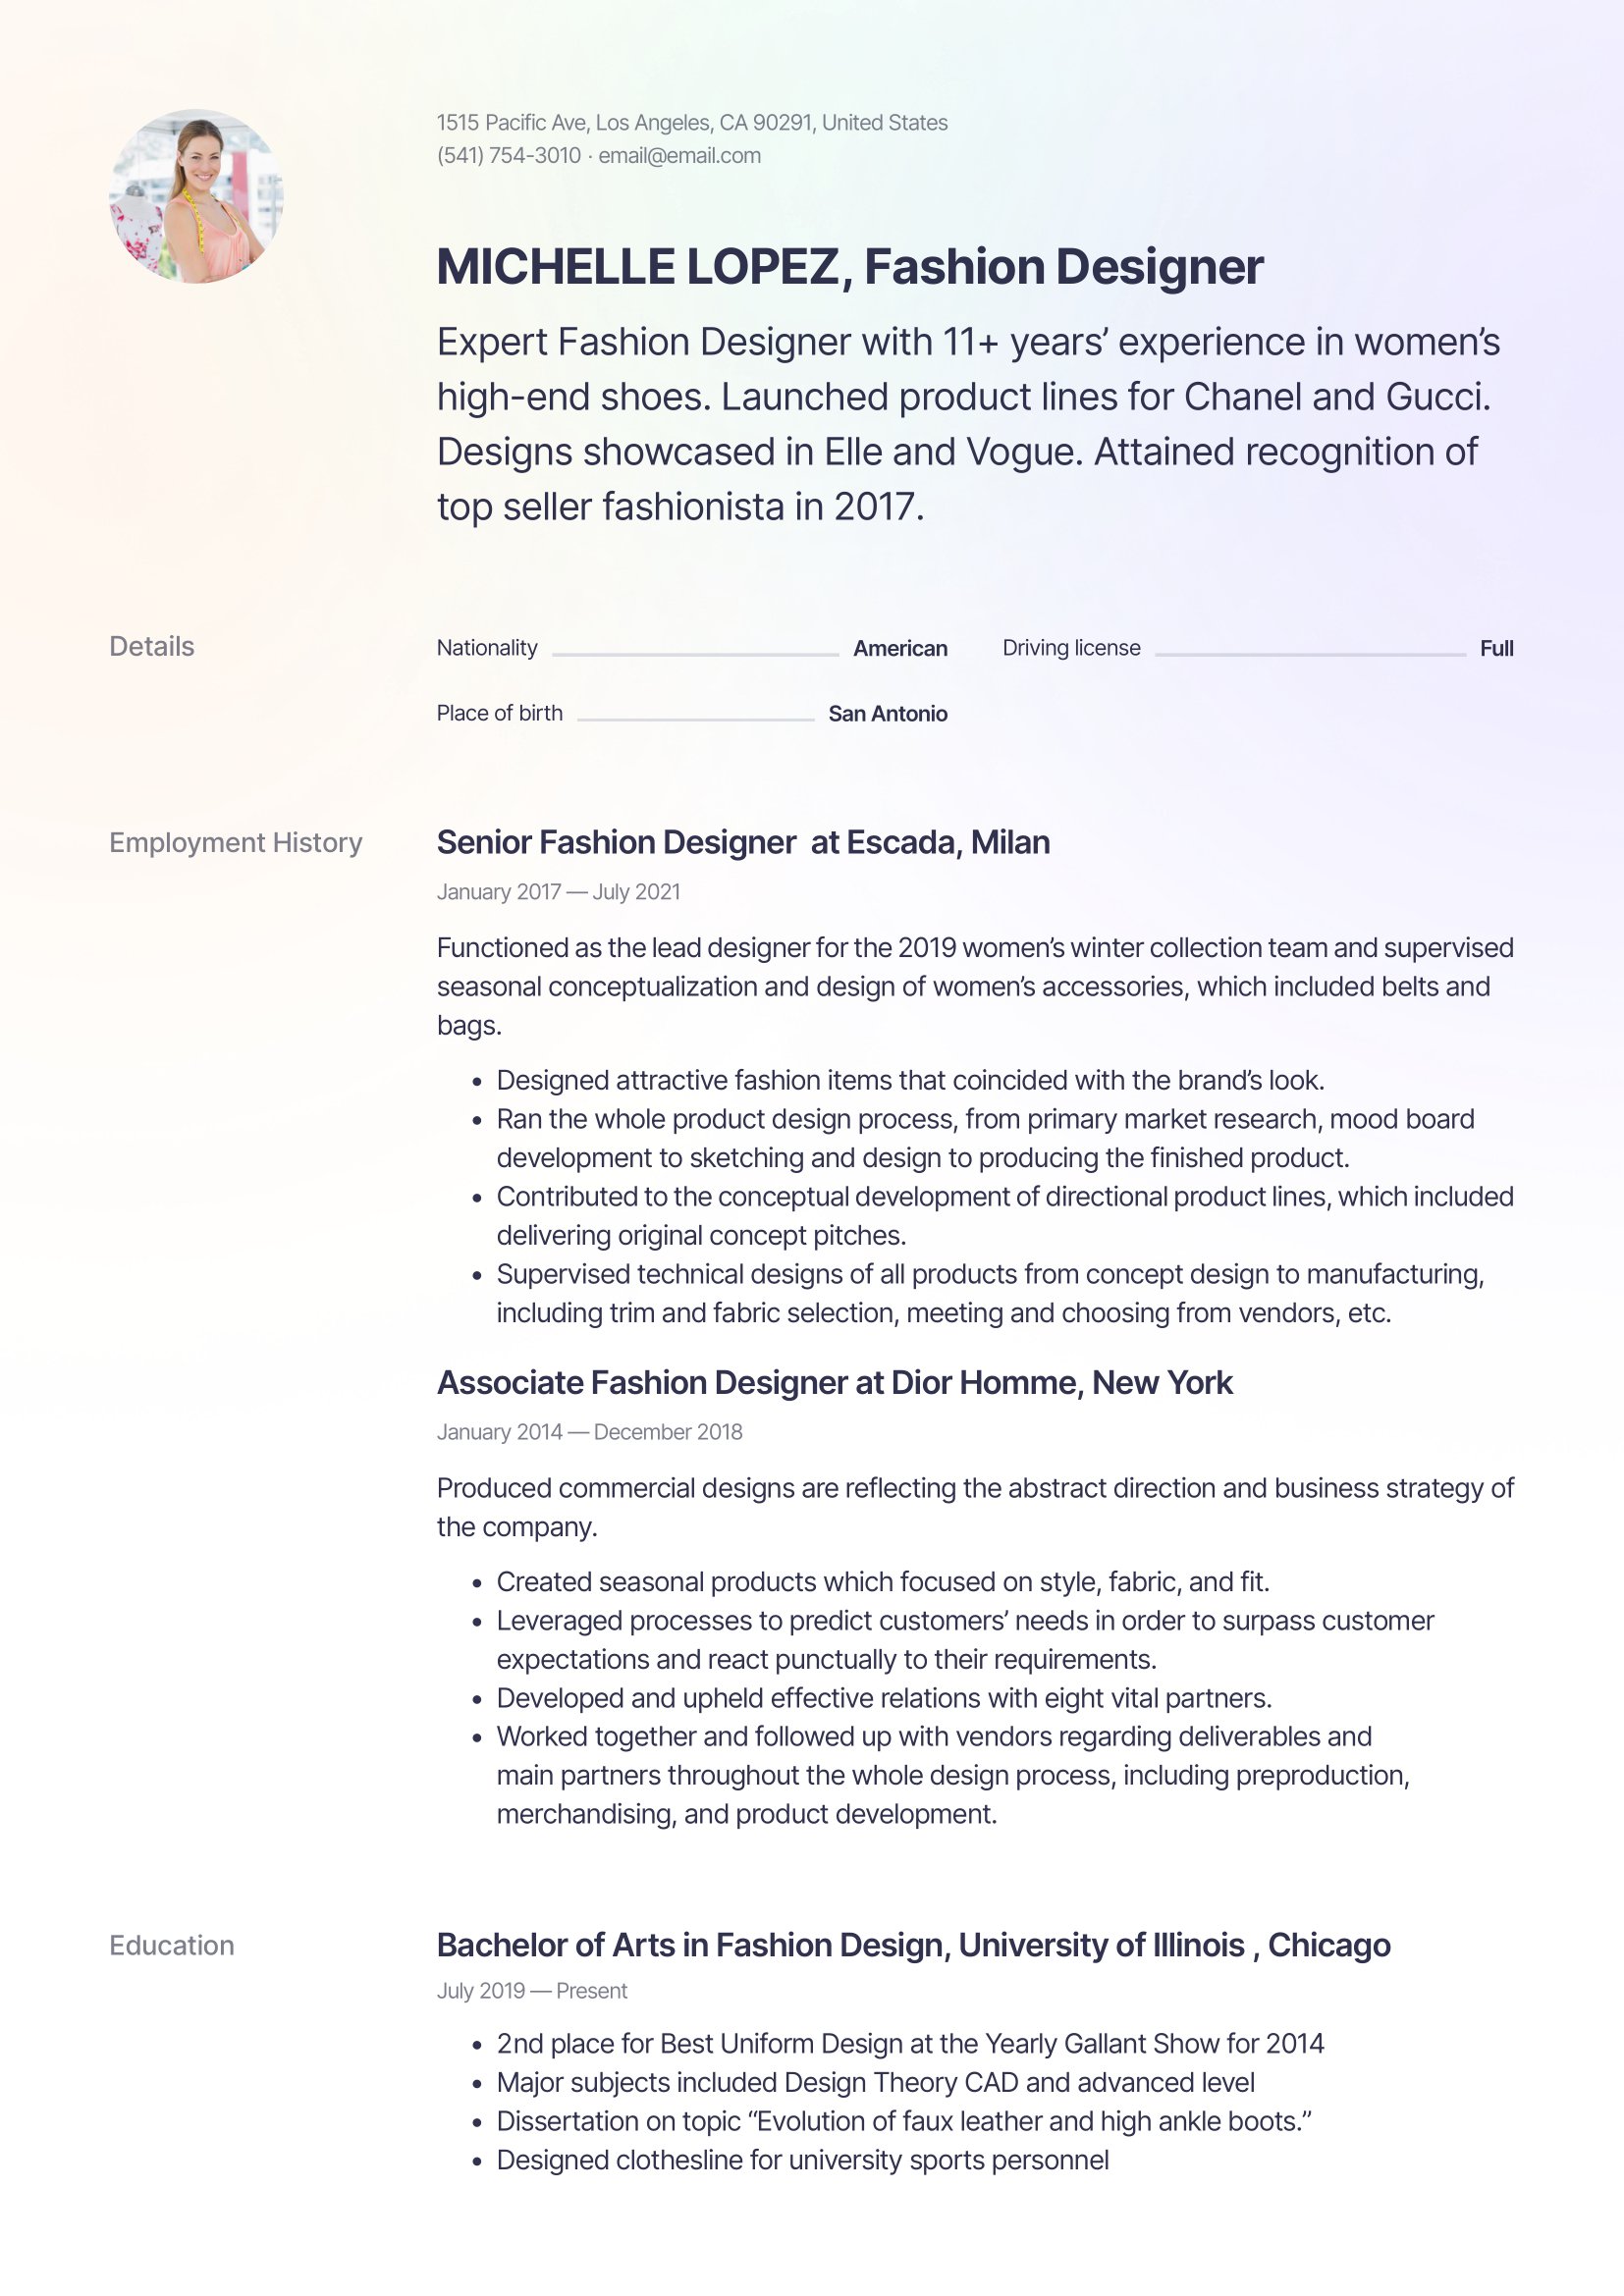 1515 Pacific Ave, Los Angeles, CA 90291, United States
(541) 754-3010 · email@email.com
MICHELLE LOPEZ, Fashion Designer
Expert Fashion Designer with 11+ years’ experience in women’s
high-end shoes. Launched product lines for Chanel and Gucci.
Designs showcased in Elle and Vogue. Attained recognition of
top seller fashionista in 2017.
Details
Nationality American Driving license Full
Place of birth San Antonio
Employment History
Senior Fashion Designer  at Escada, Milan
January 2017 — July 2021
Functioned as the lead designer for the 2019 women’s winter collection team and supervised
seasonal conceptualization and design of women’s accessories, which included belts and
bags.
• Designed attractive fashion items that coincided with the brand’s look.
• Ran the whole product design process, from primary market research, mood board
development to sketching and design to producing the finished product.
• Contributed to the conceptual development of directional product lines, which included
delivering original concept pitches.
• Supervised technical designs of all products from concept design to manufacturing,
including trim and fabric selection, meeting and choosing from vendors, etc.
Associate Fashion Designer at Dior Homme, New York
January 2014 — December 2018
Produced commercial designs are reflecting the abstract direction and business strategy of
the company.
• Created seasonal products which focused on style, fabric, and fit.
• Leveraged processes to predict customers’ needs in order to surpass customer
expectations and react punctually to their requirements.
• Developed and upheld effective relations with eight vital partners.
• Worked together and followed up with vendors regarding deliverables and
main partners throughout the whole design process, including preproduction,
merchandising, and product development.
Education
Bachelor of Arts in Fashion Design, University of Illinois , Chicago
July 2019 — Present
• 2nd place for Best Uniform Design at the Yearly Gallant Show for 2014
• Major subjects included Design Theory CAD and advanced level
• Dissertation on topic “Evolution of faux leather and high ankle boots.”
• Designed clothesline for university sports personnel